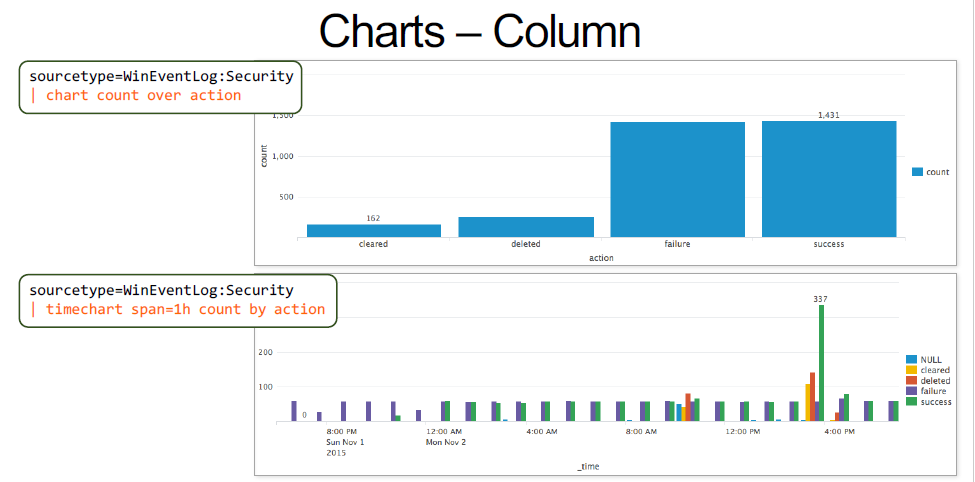 Charts – Column
sourcetype=WinEventLog:Security
| chart count over action
1,500
1,431
1,000
count
count
500
162
cleared
deleted
failure
success
action
sourcetype=WinEventLog:Security
| timechart span=1h count by action
337
200
100
0
NULL
cleared
deleted
failure
success
8:00 PM
Sun Nov 1
2015
12:00 AM
Mon Nov 2
4:00 AM
8:00 AM
12:00 PM
4:00 PM
_time